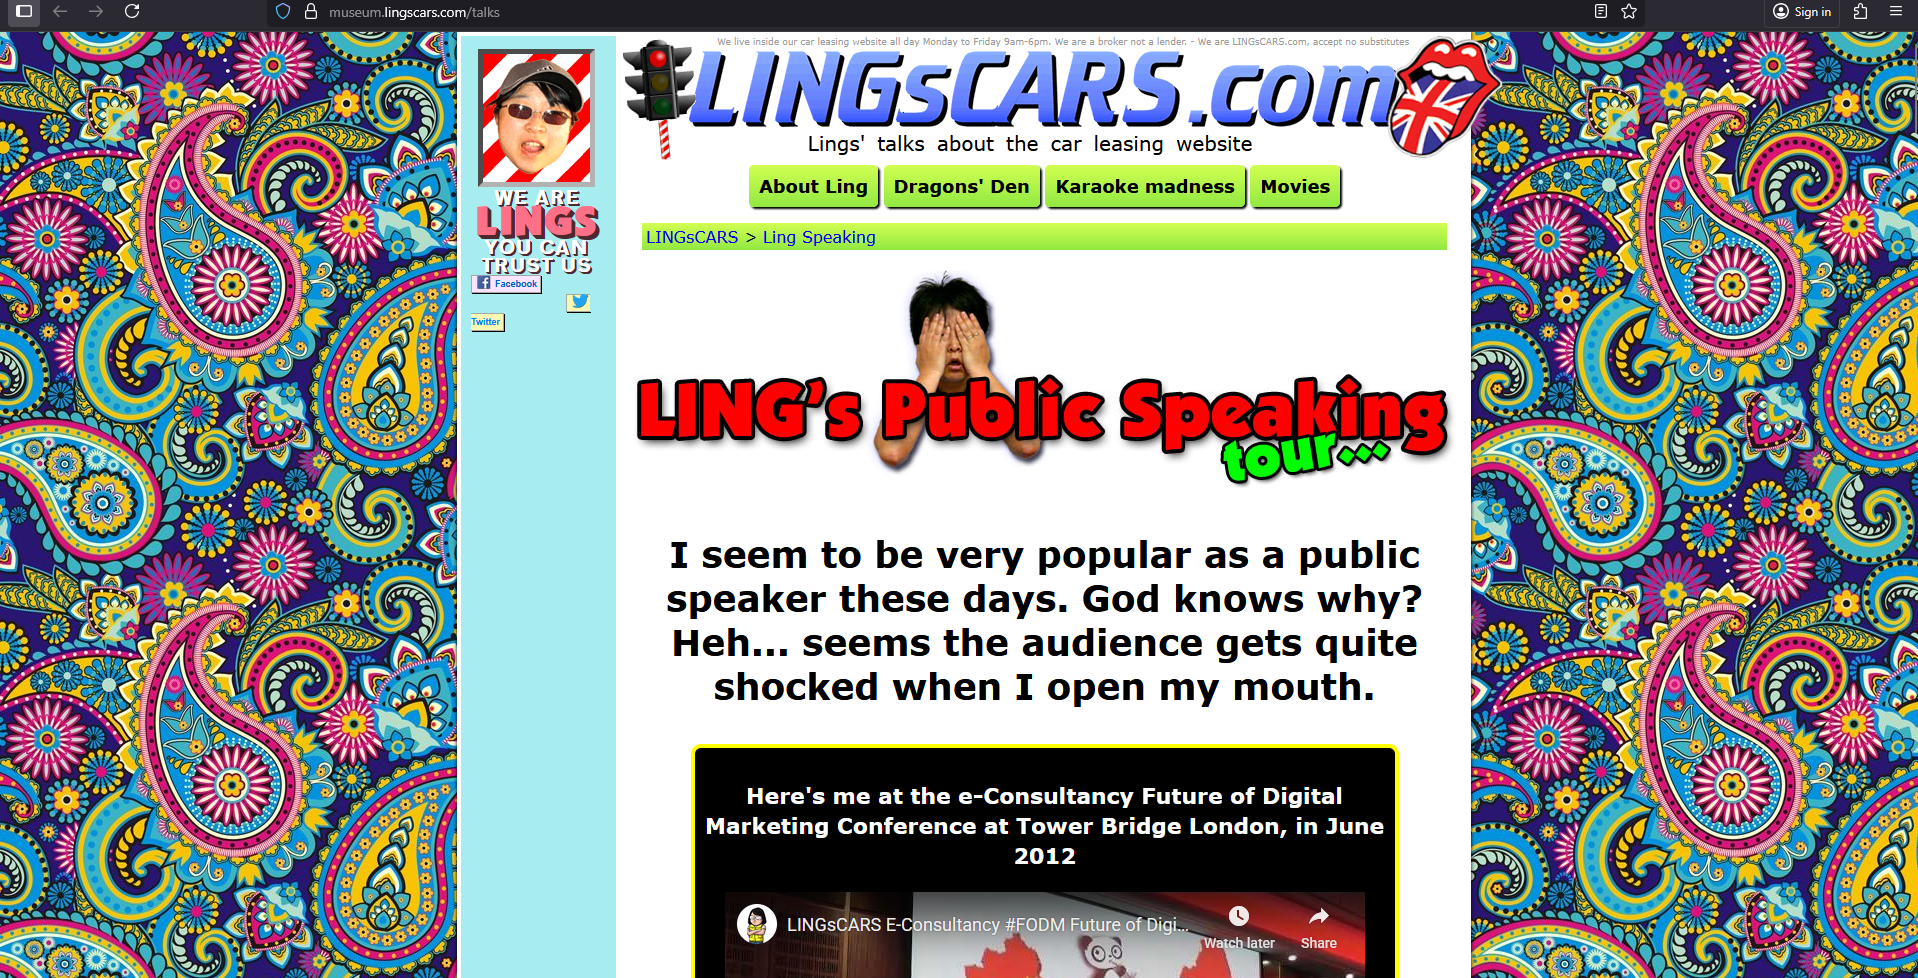 museum.lingscars.com/talks
Sign in
We live inside our car leasing website all day Monday to Friday 9am-6pm. We are a broker not a lender. - We are LINGsCARS.com, accept no substitutes
LINGsCARS.com
Lings' talks about the car leasing website
About Ling
Dragons' Den
Karaoke madness
Movies
WE ARE
LINGS
YOU CAN
TRUST US
Facebook
Twitter
LINGsCARS > Ling Speaking
LING's Public Speaking
tour...
I seem to be very popular as a public
speaker these days. God knows why?
Heh... seems the audience gets quite
shocked when I open my mouth.
Here's me at the e-Consultancy Future of Digital
Marketing Conference at Tower Bridge London, in June
2012
LINGsCARS E-Consultancy #FODM Future of Digi...
Watch later
Share